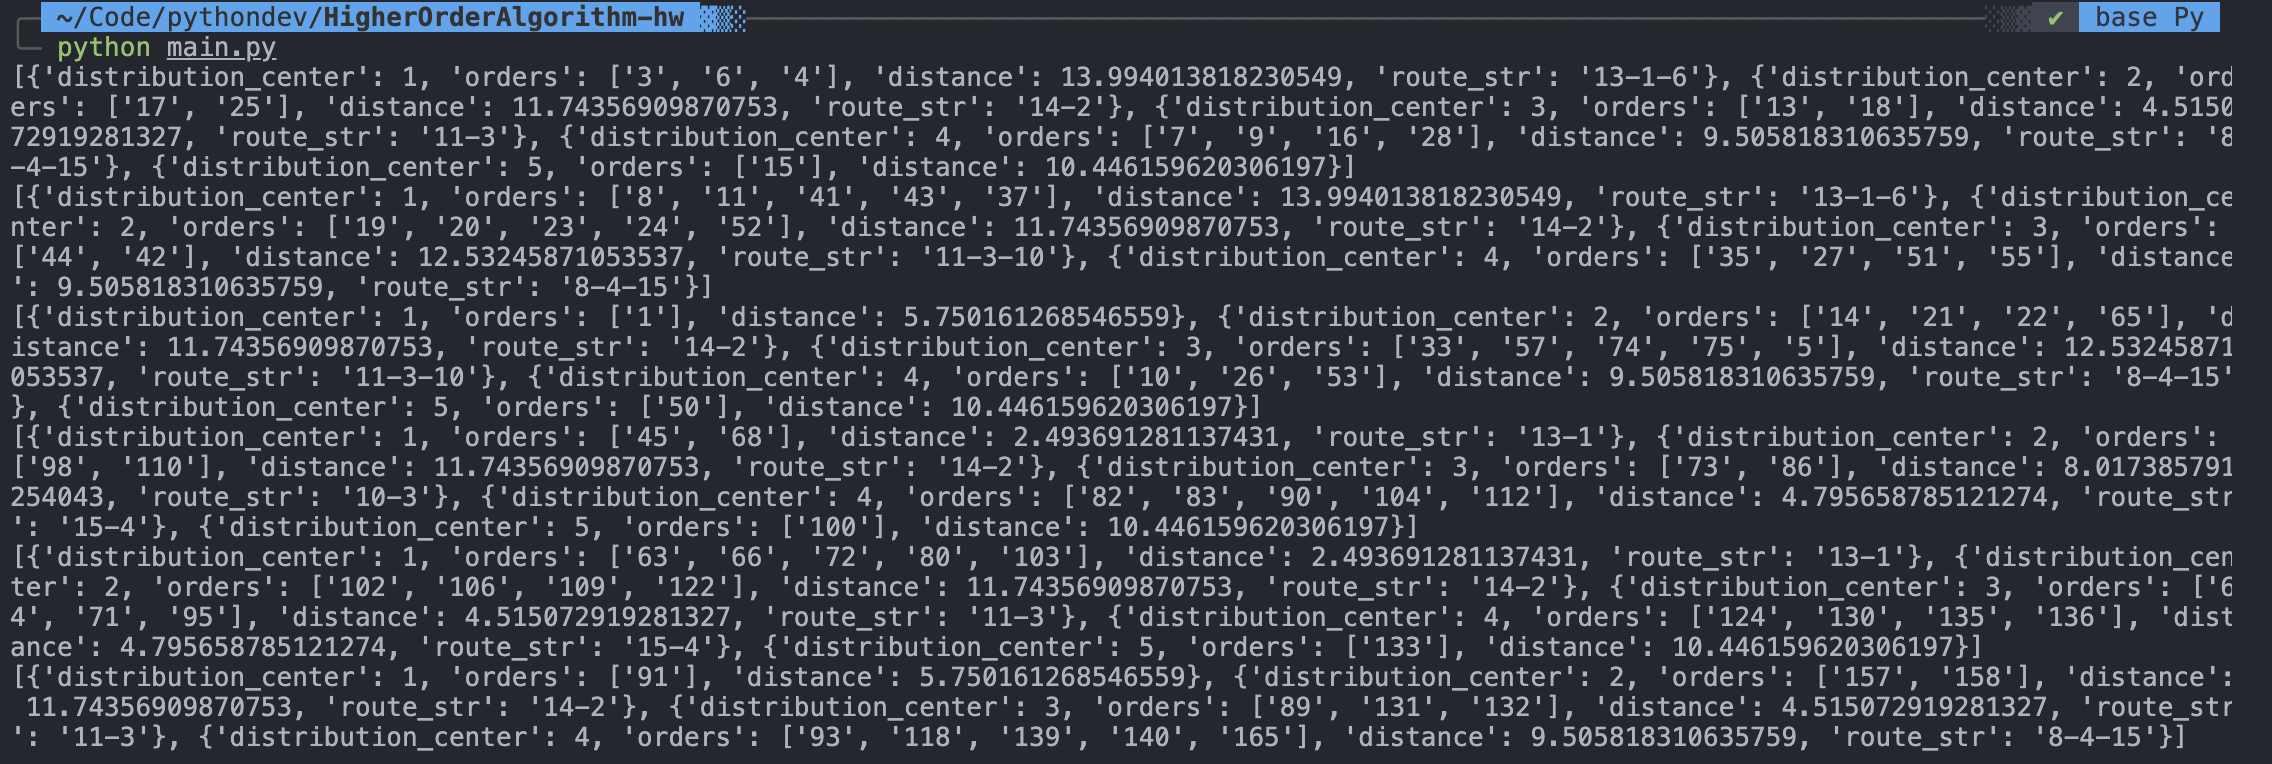 ~/Code/pythondev/HigherOrderAlgorithm-hw ✔ base Py
python main.py
[{'distribution_center': 1, 'orders': ['3', '6', '4'], 'distance': 13.994013818230549, 'route_str': '13-1-6'}, {'distribution_center': 2, 'ord
ers': ['17', '25'], 'distance': 11.74356909870753, 'route_str': '14-2'}, {'distribution_center': 3, 'orders': ['13', '18'], 'distance': 4.5150
72919281327, 'route_str': '11-3'}, {'distribution_center': 4, 'orders': ['7', '9', '16', '28'], 'distance': 9.505818310635759, 'route_str': '8
-4-15'}, {'distribution_center': 5, 'orders': ['15'], 'distance': 10.446159620306197}]
[{'distribution_center': 1, 'orders': ['8', '11', '41', '43', '37'], 'distance': 13.994013818230549, 'route_str': '13-1-6'}, {'distribution_ce
nter': 2, 'orders': ['19', '20', '23', '24', '52'], 'distance': 11.74356909870753, 'route_str': '14-2'}, {'distribution_center': 3, 'orders':
['44', '42'], 'distance': 12.53245871053537, 'route_str': '11-3-10'}, {'distribution_center': 4, 'orders': ['35', '27', '51', '55'], 'distance
': 9.505818310635759, 'route_str': '8-4-15'}]
[{'distribution_center': 1, 'orders': ['1'], 'distance': 5.750161268546559}, {'distribution_center': 2, 'orders': ['14', '21', '22', '65'], 'd
istance': 11.74356909870753, 'route_str': '14-2'}, {'distribution_center': 3, 'orders': ['33', '57', '74', '75', '5'], 'distance': 12.53245871
053537, 'route_str': '11-3-10'}, {'distribution_center': 4, 'orders': ['10', '26', '53'], 'distance': 9.505818310635759, 'route_str': '8-4-15'
}, {'distribution_center': 5, 'orders': ['50'], 'distance': 10.446159620306197}]
[{'distribution_center': 1, 'orders': ['45', '68'], 'distance': 2.493691281137431, 'route_str': '13-1'}, {'distribution_center': 2, 'orders':
['98', '110'], 'distance': 11.74356909870753, 'route_str': '14-2'}, {'distribution_center': 3, 'orders': ['73', '86'], 'distance': 8.017385791
254043, 'route_str': '10-3'}, {'distribution_center': 4, 'orders': ['82', '83', '90', '104', '112'], 'distance': 4.795658785121274, 'route_str
': '15-4'}, {'distribution_center': 5, 'orders': ['100'], 'distance': 10.446159620306197}]
[{'distribution_center': 1, 'orders': ['63', '66', '72', '80', '103'], 'distance': 2.493691281137431, 'route_str': '13-1'}, {'distribution_cen
ter': 2, 'orders': ['102', '106', '109', '122'], 'distance': 11.74356909870753, 'route_str': '14-2'}, {'distribution_center': 3, 'orders': ['6
4', '71', '95'], 'distance': 4.515072919281327, 'route_str': '11-3'}, {'distribution_center': 4, 'orders': ['124', '130', '135', '136'], 'dist
ance': 4.795658785121274, 'route_str': '15-4'}, {'distribution_center': 5, 'orders': ['133'], 'distance': 10.446159620306197}]
[{'distribution_center': 1, 'orders': ['91'], 'distance': 5.750161268546559}, {'distribution_center': 2, 'orders': ['157', '158'], 'distance':
 11.74356909870753, 'route_str': '14-2'}, {'distribution_center': 3, 'orders': ['89', '131', '132'], 'distance': 4.515072919281327, 'route_str
': '11-3'}, {'distribution_center': 4, 'orders': ['93', '118', '139', '140', '165'], 'distance': 9.505818310635759, 'route_str': '8-4-15'}]